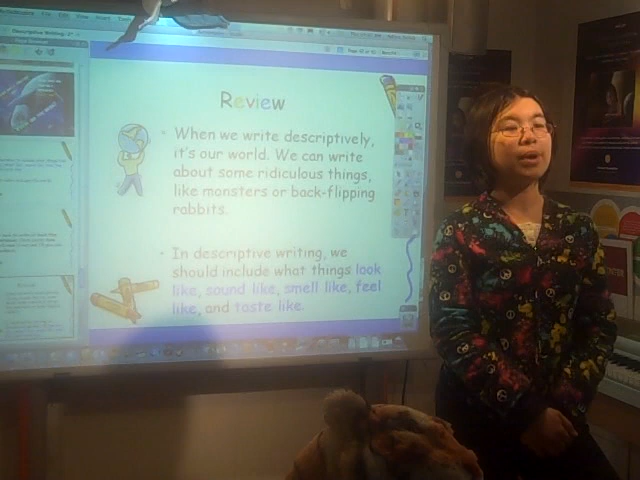 Descriptive Writing
Review
• When we write descriptively,
it's our world. We can write
about some ridiculous things,
like monsters or back-flipping
rabbits.
• In descriptive writing, we
should include what things look
like, sound like, smell like, feel
like, and taste like.